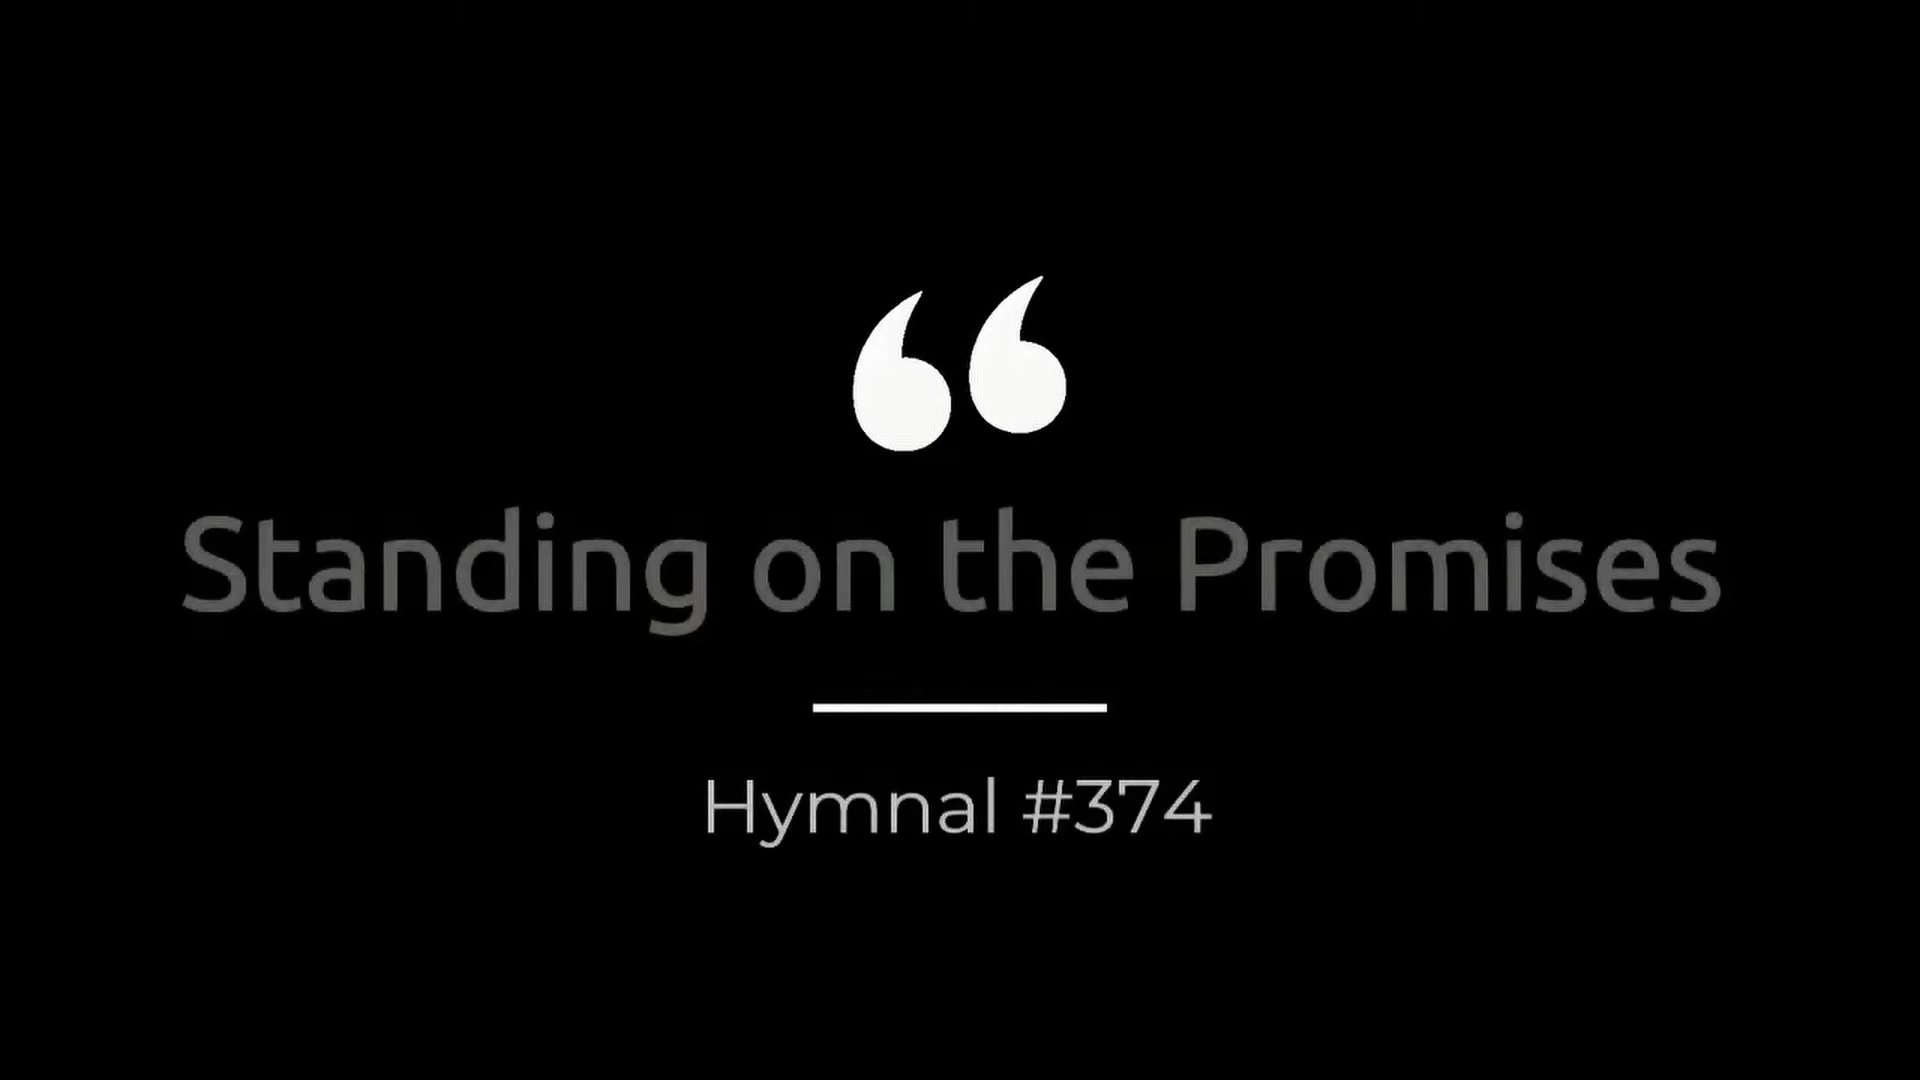 “
Standing on the Promises
Hymnal #374